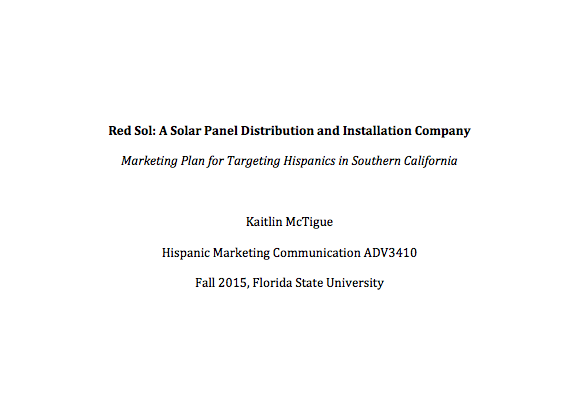 Red Sol: A Solar Panel Distribution and Installation Company
Marketing Plan for Targeting Hispanics in Southern California
Kaitlin McTigue
Hispanic Marketing Communication ADV3410
Fall 2015, Florida State University